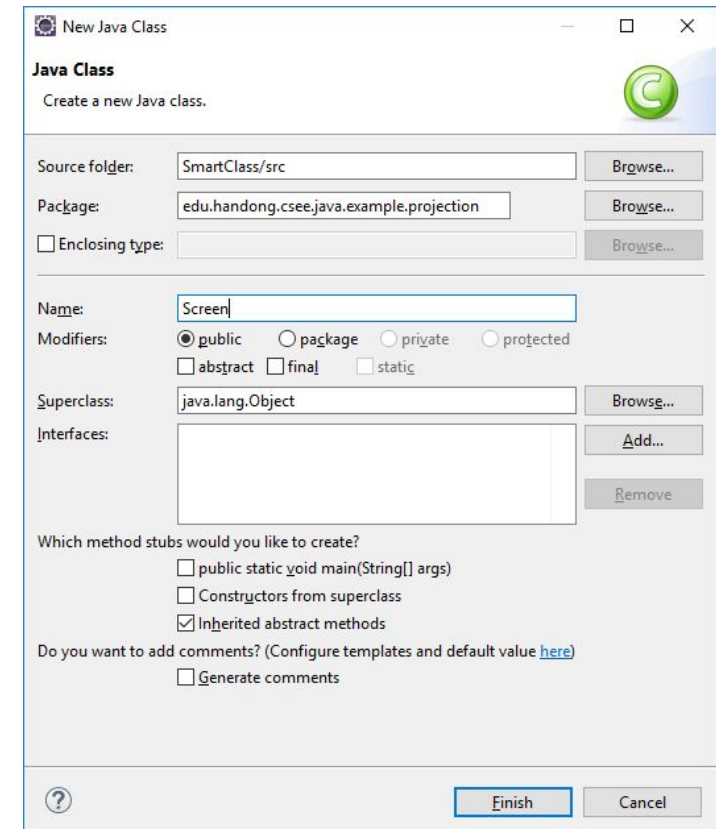 New Java Class
Java Class
Create a new Java class.
C
Source folder: SmartClass/src Browse...
Package: edu.handong.csee.java.example.projection Browse...
Enclosing type: Browse...
Name: Screen
Modifiers: public package private protected
abstract final static
Superclass: java.lang.Object Browse...
Interfaces: Add...
Remove
Which method stubs would you like to create?
public static void main(String[] args)
Constructors from superclass
Inherited abstract methods
Do you want to add comments? (Configure templates and default value here)
Generate comments
? Finish Cancel